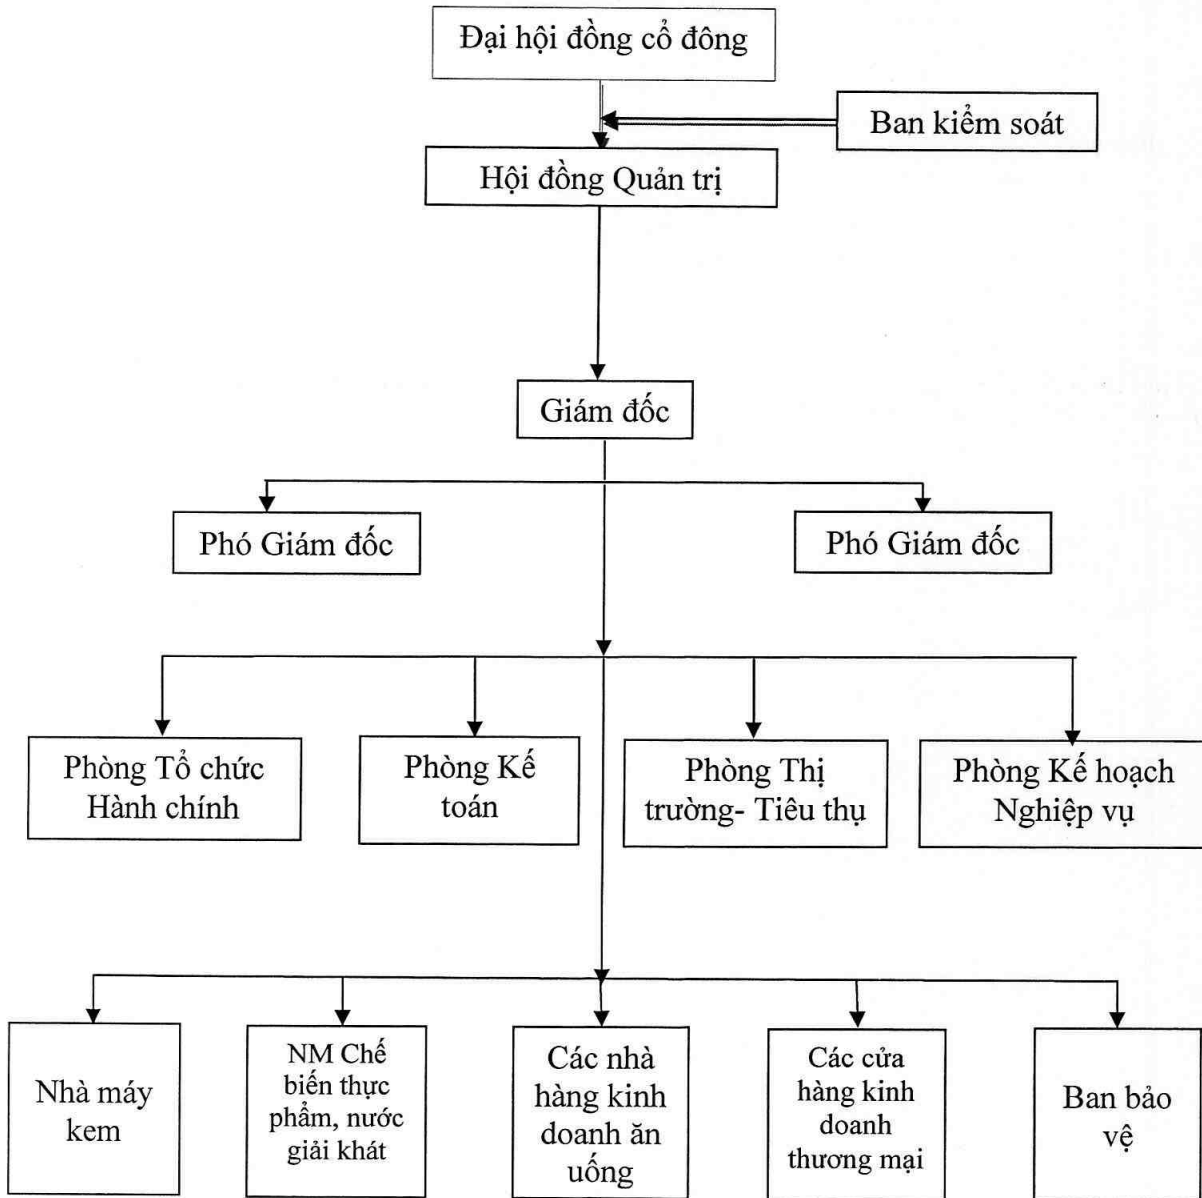 Đại hội đồng cổ đông
Ban kiểm soát
Hội đồng Quản trị
Giám đốc
Phó Giám đốc
Phó Giám đốc
Phòng Tổ chức
Hành chính
Phòng Kế
toán
Phòng Thị
trường- Tiêu thụ
Phòng Kế hoạch
Nghiệp vụ
Nhà máy
kem
NM Chế
biến thực
phẩm, nước
giải khát
Các nhà
hàng kinh
doanh ăn
uống
Các cửa
hàng kinh
doanh
thương mại
Ban bảo
vệ